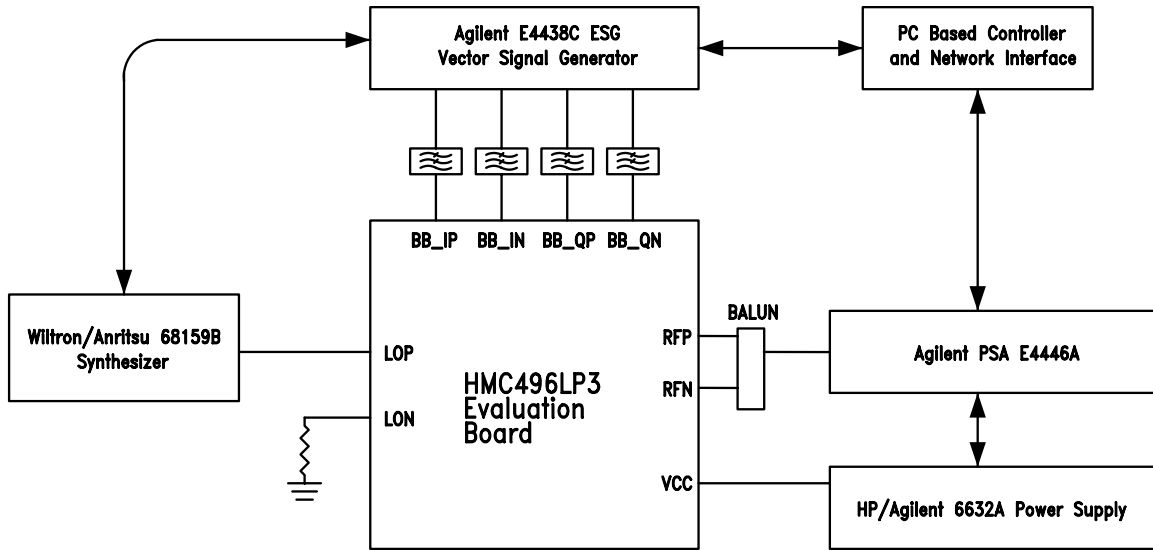 Agilent E4438C ESG
Vector Signal Generator
PC Based Controller
and Network Interface
BB_IP BB_IN BB_QP BB_QN
Wiltron/Anritsu 68159B
Synthesizer
LOP
LON
HMC496LP3
Evaluation
Board
RFP
RFN
VCC
BALUN
Agilent PSA E4446A
HP/Agilent 6632A Power Supply